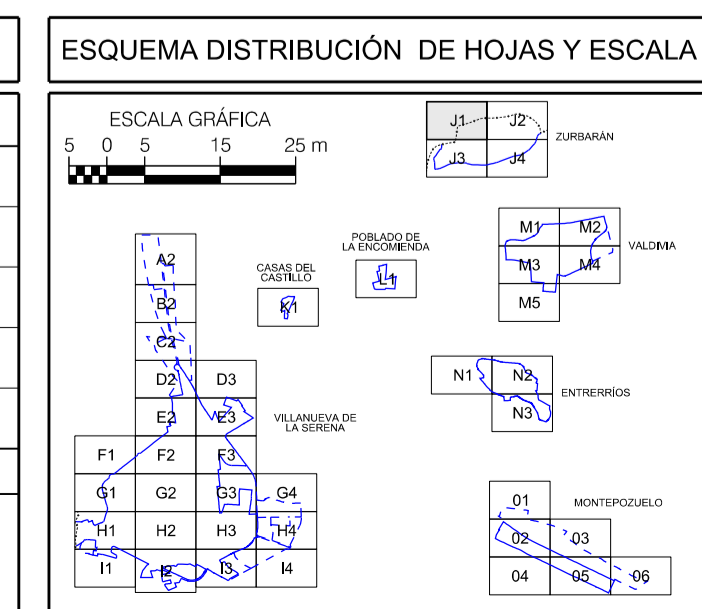 ESQUEMA DISTRIBUCIÓN DE HOJAS Y ESCALA
ESCALA GRÁFICA
5 0 5 15 25 m
J1 J2
J3 J4
ZURBARÁN
M1 M2
M3 M4
M5
VALDIVIA
POBLADO DE
LA ENCOMIENDA
L1
CASAS DEL
CASTILLO
K1
A2
B2
C2
D2 D3
E2 E3
F1 F2 F3
G1 G2 G3 G4
H1 H2 H3 H4
I1 I2 I3 I4
VILLANUEVA DE
LA SERENA
N1 N2
N3
ENTRERRÍOS
01
02 03
04 05 06
MONTEPOZUELO